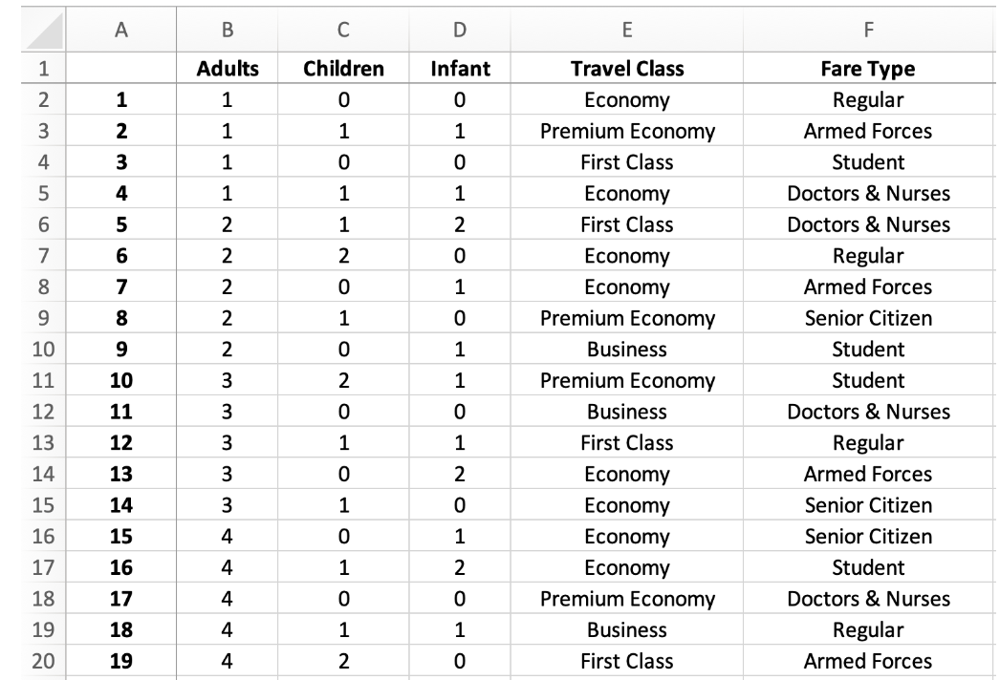 A B C D E F
1 Adults Children Infant Travel Class Fare Type
2 1 1 0 0 Economy Regular
3 2 1 1 1 Premium Economy Armed Forces
4 3 1 0 0 First Class Student
5 4 1 1 1 Economy Doctors & Nurses
6 5 2 1 2 First Class Doctors & Nurses
7 6 2 2 0 Economy Regular
8 7 2 0 1 Economy Armed Forces
9 8 2 1 0 Premium Economy Senior Citizen
10 9 2 0 1 Business Student
11 10 3 2 1 Premium Economy Student
12 11 3 0 0 Business Doctors & Nurses
13 12 3 1 1 First Class Regular
14 13 3 0 2 Economy Armed Forces
15 14 3 1 0 Economy Senior Citizen
16 15 4 0 1 Economy Senior Citizen
17 16 4 1 2 Economy Student
18 17 4 0 0 Premium Economy Doctors & Nurses
19 18 4 1 1 Business Regular
20 19 4 2 0 First Class Armed Forces